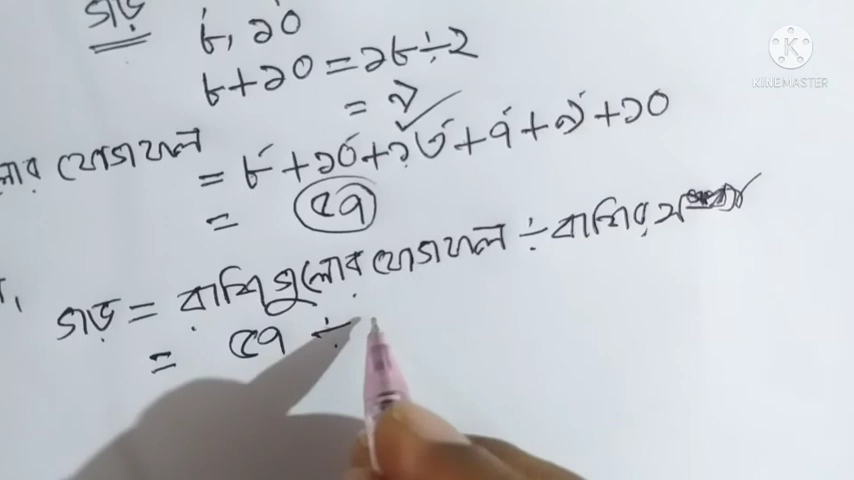 গড়
৮, ১০
৮+১০ = ১৮÷২
= ৯
লোর যোগফল
= ৮ + ১০ + ১৩ + ৭ + ৯ + ১০
= ৫৭
গড় = রাশিগুলোর যোগফল ÷ রাশির
= ৫৭ ÷
K
KINEMASTER